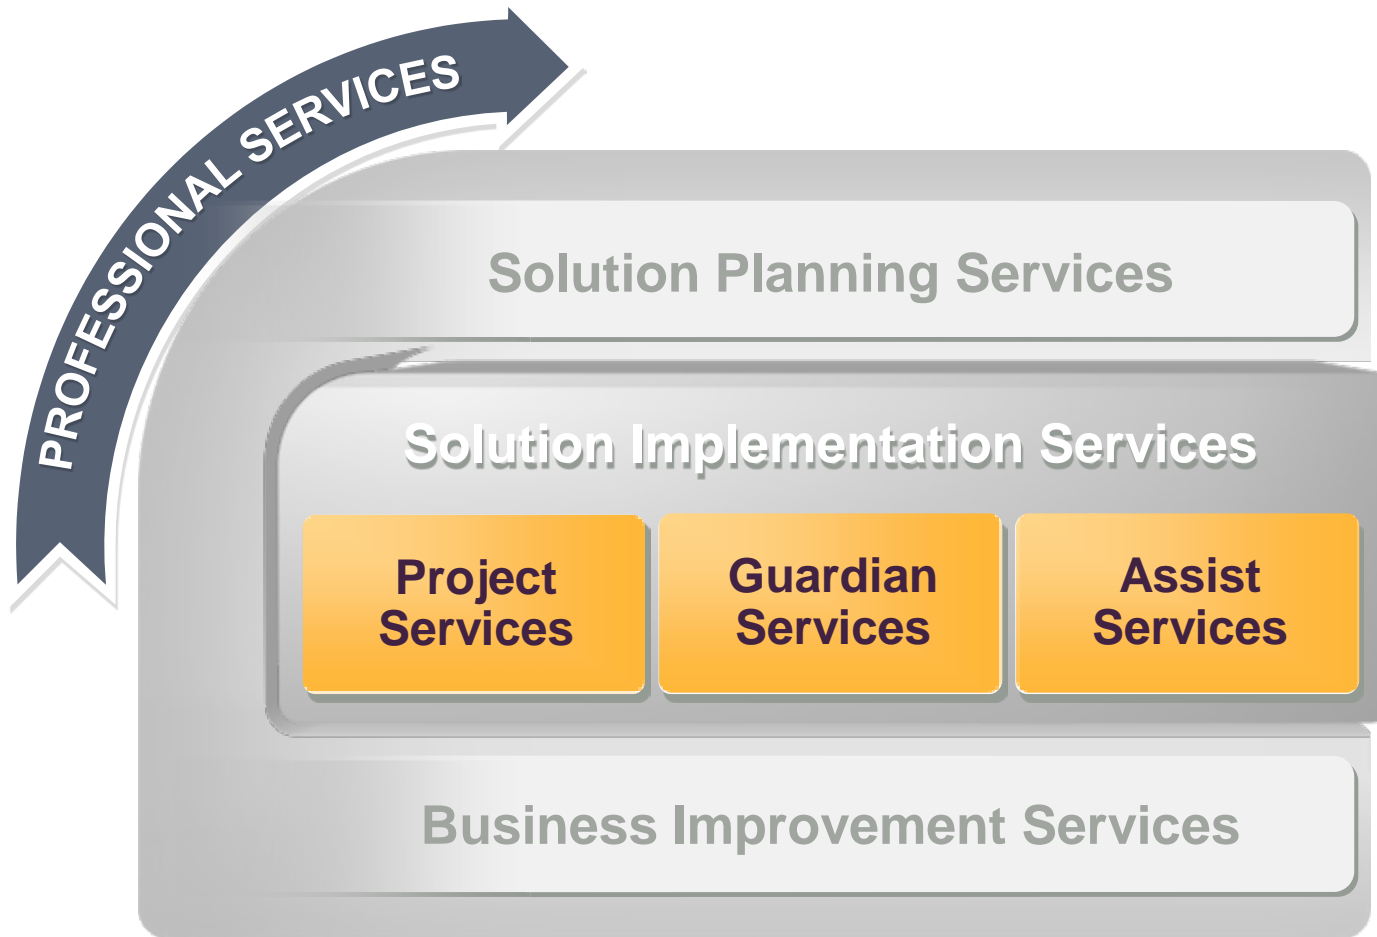 PROFESSIONAL SERVICES
Solution Planning Services
Solution Implementation Services
Project
Services
Guardian
Services
Assist
Services
Business Improvement Services